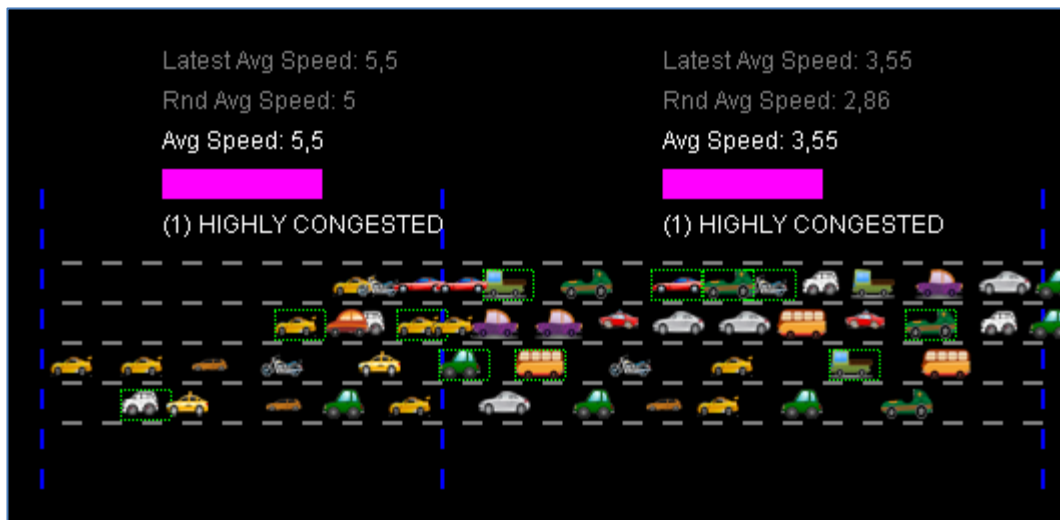 Latest Avg Speed: 5,5
Rnd Avg Speed: 5
Avg Speed: 5,5
(1) HIGHLY CONGESTED
Latest Avg Speed: 3,55
Rnd Avg Speed: 2,86
Avg Speed: 3,55
(1) HIGHLY CONGESTED